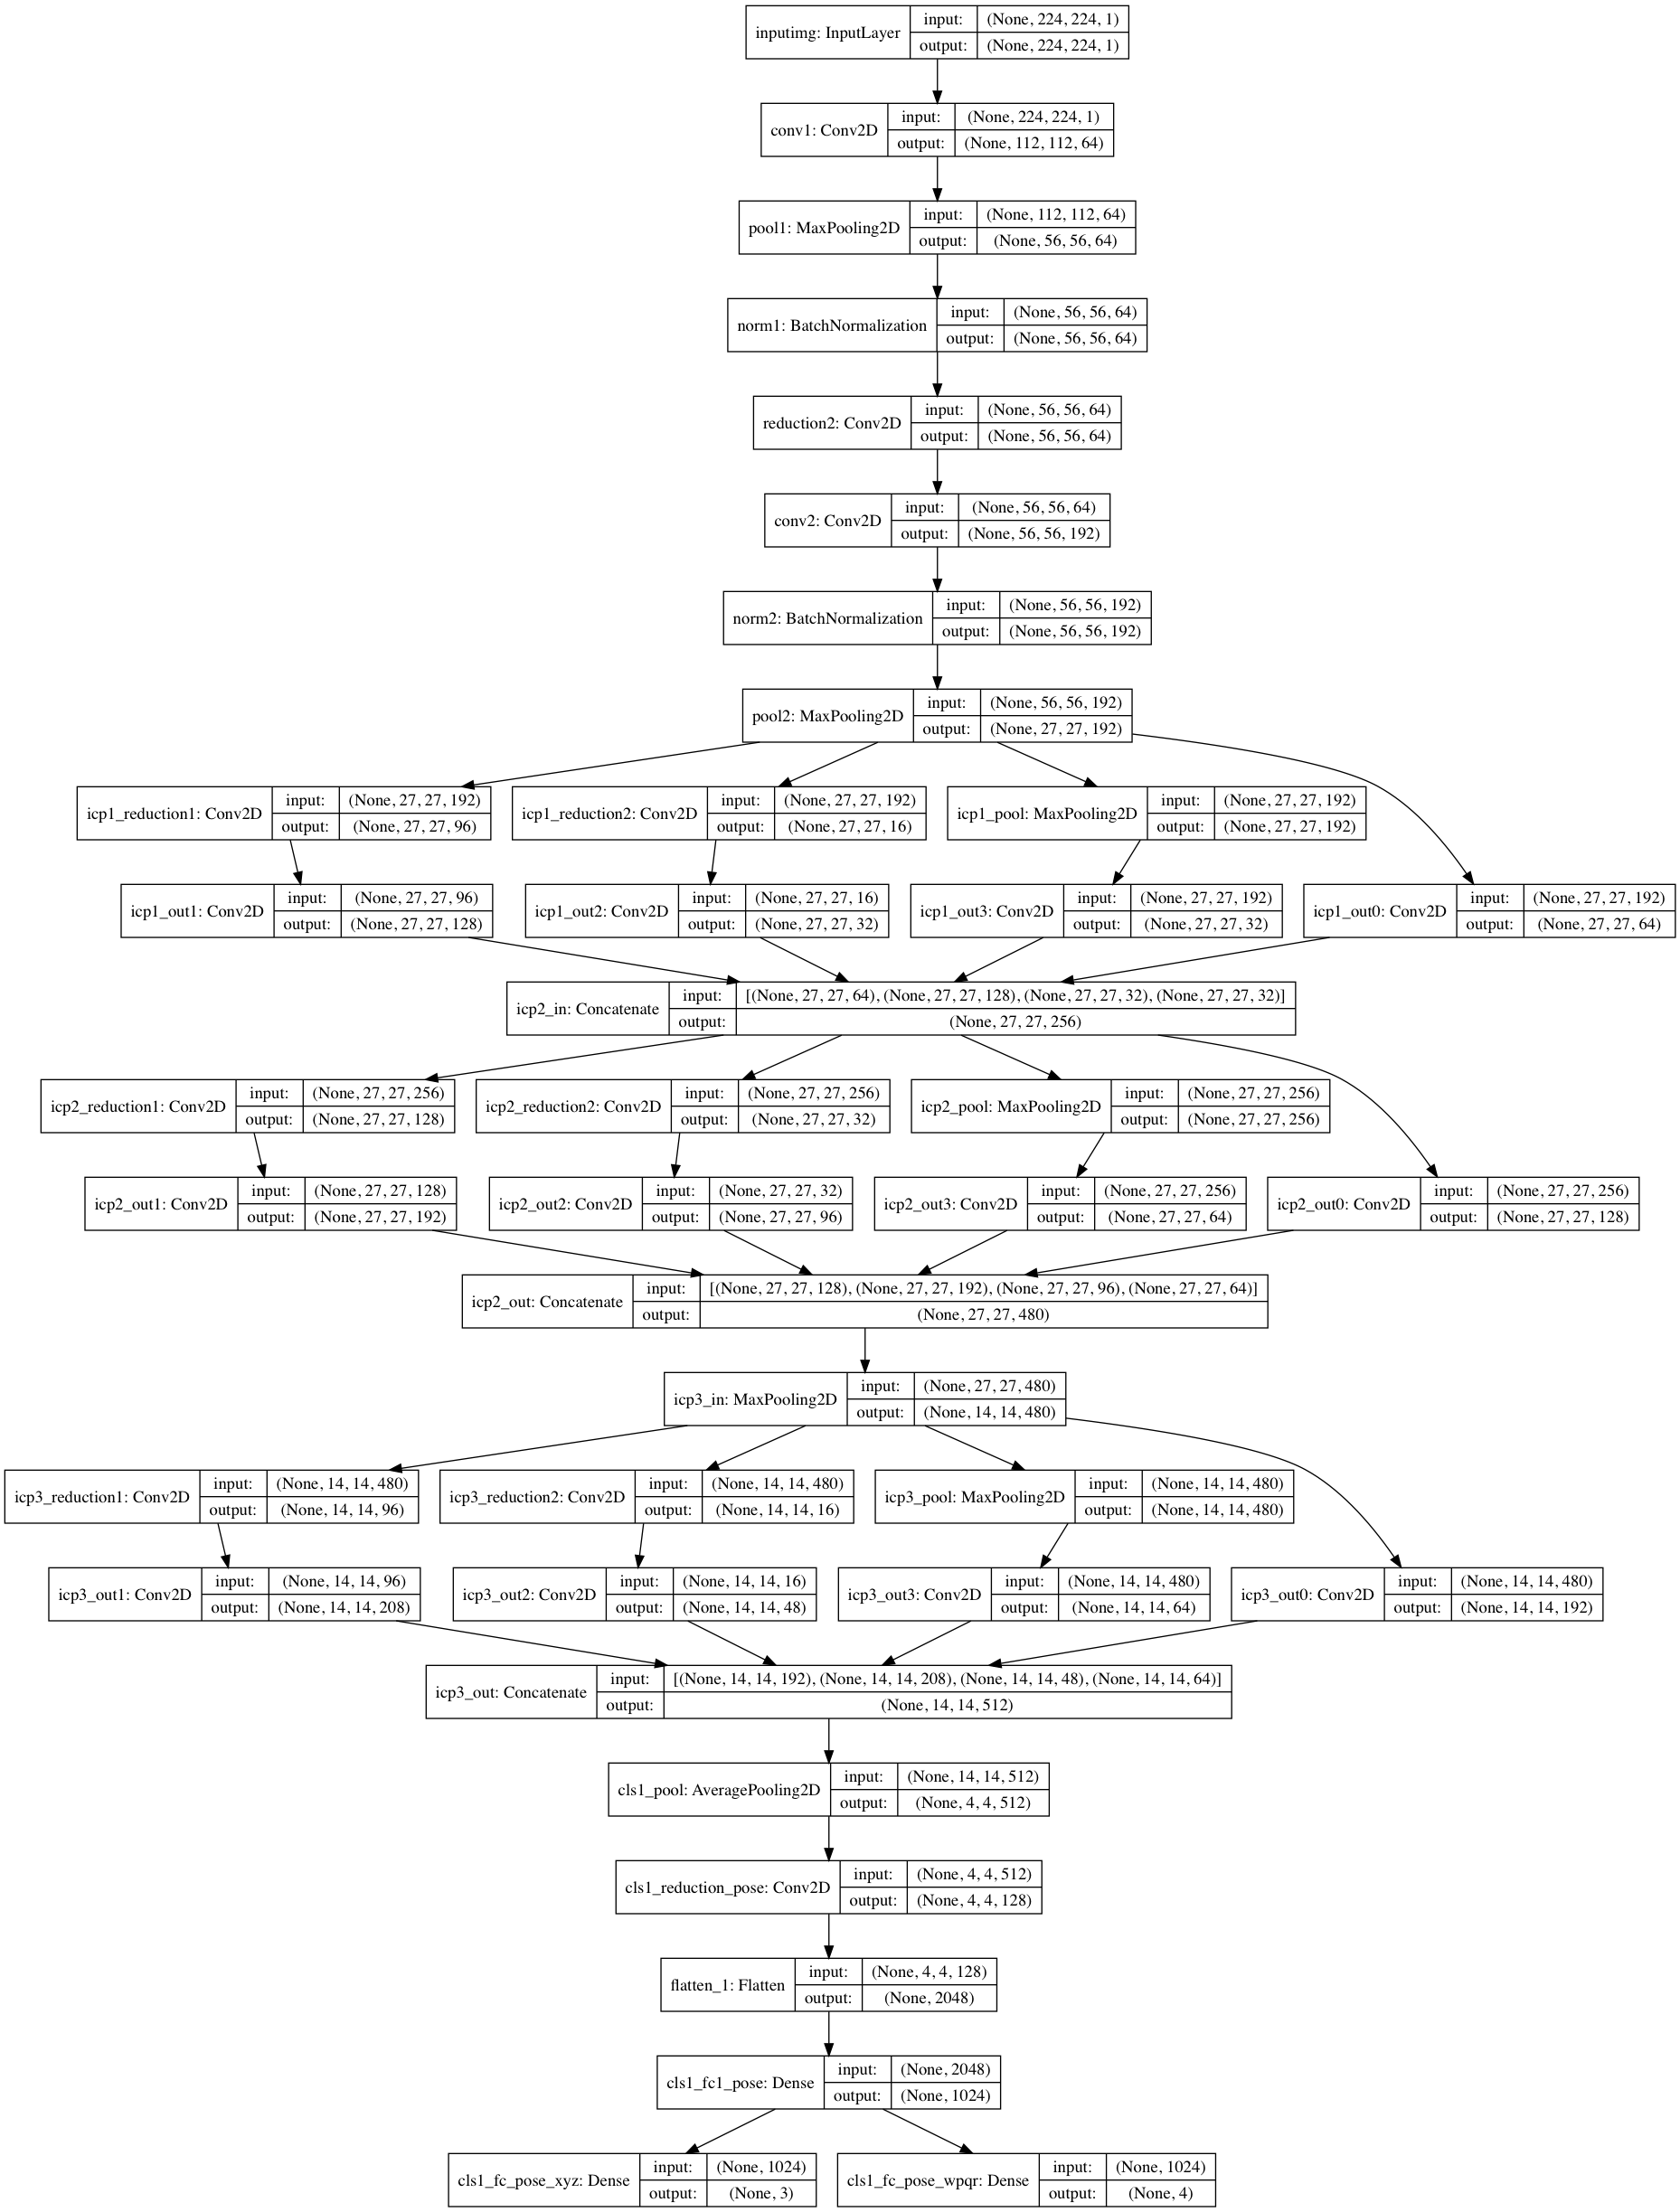 inputimg: InputLayer
input: (None, 224, 224, 1)
output: (None, 224, 224, 1)
conv1: Conv2D
input: (None, 224, 224, 1)
output: (None, 112, 112, 64)
pool1: MaxPooling2D
input: (None, 112, 112, 64)
output: (None, 56, 56, 64)
norm1: BatchNormalization
input: (None, 56, 56, 64)
output: (None, 56, 56, 64)
reduction2: Conv2D
input: (None, 56, 56, 64)
output: (None, 56, 56, 64)
conv2: Conv2D
input: (None, 56, 56, 64)
output: (None, 56, 56, 192)
norm2: BatchNormalization
input: (None, 56, 56, 192)
output: (None, 56, 56, 192)
pool2: MaxPooling2D
input: (None, 56, 56, 192)
output: (None, 27, 27, 192)
icp1_reduction1: Conv2D
input: (None, 27, 27, 192)
output: (None, 27, 27, 96)
icp1_reduction2: Conv2D
input: (None, 27, 27, 192)
output: (None, 27, 27, 16)
icp1_pool: MaxPooling2D
input: (None, 27, 27, 192)
output: (None, 27, 27, 192)
icp1_out1: Conv2D
input: (None, 27, 27, 96)
output: (None, 27, 27, 128)
icp1_out2: Conv2D
input: (None, 27, 27, 16)
output: (None, 27, 27, 32)
icp1_out3: Conv2D
input: (None, 27, 27, 192)
output: (None, 27, 27, 32)
icp1_out0: Conv2D
input: (None, 27, 27, 192)
output: (None, 27, 27, 64)
icp2_in: Concatenate
input: [(None, 27, 27, 64), (None, 27, 27, 128), (None, 27, 27, 32), (None, 27, 27, 32)]
output: (None, 27, 27, 256)
icp2_reduction1: Conv2D
input: (None, 27, 27, 256)
output: (None, 27, 27, 128)
icp2_reduction2: Conv2D
input: (None, 27, 27, 256)
output: (None, 27, 27, 32)
icp2_pool: MaxPooling2D
input: (None, 27, 27, 256)
output: (None, 27, 27, 256)
icp2_out1: Conv2D
input: (None, 27, 27, 128)
output: (None, 27, 27, 192)
icp2_out2: Conv2D
input: (None, 27, 27, 32)
output: (None, 27, 27, 96)
icp2_out3: Conv2D
input: (None, 27, 27, 256)
output: (None, 27, 27, 64)
icp2_out0: Conv2D
input: (None, 27, 27, 256)
output: (None, 27, 27, 128)
icp2_out: Concatenate
input: [(None, 27, 27, 128), (None, 27, 27, 192), (None, 27, 27, 96), (None, 27, 27, 64)]
output: (None, 27, 27, 480)
icp3_in: MaxPooling2D
input: (None, 27, 27, 480)
output: (None, 14, 14, 480)
icp3_reduction1: Conv2D
input: (None, 14, 14, 480)
output: (None, 14, 14, 96)
icp3_reduction2: Conv2D
input: (None, 14, 14, 480)
output: (None, 14, 14, 16)
icp3_pool: MaxPooling2D
input: (None, 14, 14, 480)
output: (None, 14, 14, 480)
icp3_out1: Conv2D
input: (None, 14, 14, 96)
output: (None, 14, 14, 208)
icp3_out2: Conv2D
input: (None, 14, 14, 16)
output: (None, 14, 14, 48)
icp3_out3: Conv2D
input: (None, 14, 14, 480)
output: (None, 14, 14, 64)
icp3_out0: Conv2D
input: (None, 14, 14, 480)
output: (None, 14, 14, 192)
icp3_out: Concatenate
input: [(None, 14, 14, 192), (None, 14, 14, 208), (None, 14, 14, 48), (None, 14, 14, 64)]
output: (None, 14, 14, 512)
cls1_pool: AveragePooling2D
input: (None, 14, 14, 512)
output: (None, 4, 4, 512)
cls1_reduction_pose: Conv2D
input: (None, 4, 4, 512)
output: (None, 4, 4, 128)
flatten_1: Flatten
input: (None, 4, 4, 128)
output: (None, 2048)
cls1_fc1_pose: Dense
input: (None, 2048)
output: (None, 1024)
cls1_fc_pose_xyz: Dense
input: (None, 1024)
output: (None, 3)
cls1_fc_pose_wpqr: Dense
input: (None, 1024)
output: (None, 4)